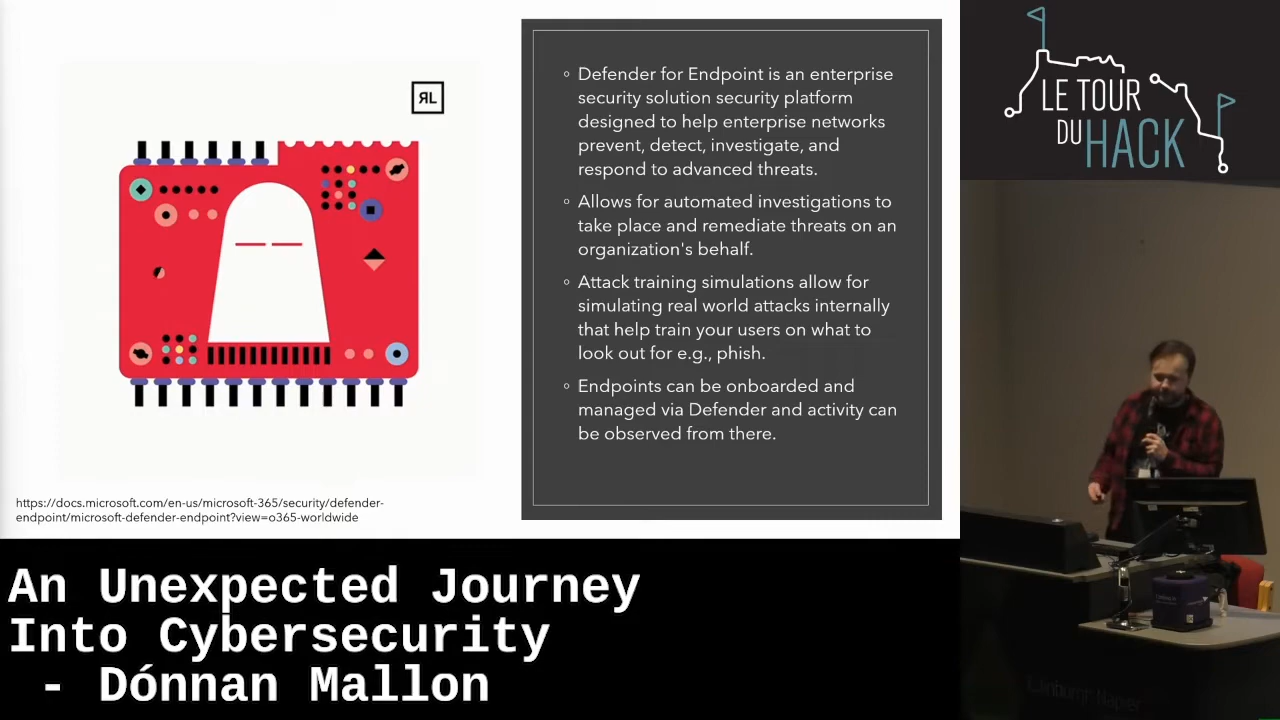 ЯL
◦ Defender for Endpoint is an enterprise
security solution security platform
designed to help enterprise networks
prevent, detect, investigate, and
respond to advanced threats.
◦ Allows for automated investigations to
take place and remediate threats on an
organization's behalf.
◦ Attack training simulations allow for
simulating real world attacks internally
that help train your users on what to
look out for e.g., phish.
◦ Endpoints can be onboarded and
managed via Defender and activity can
be observed from there.
https://docs.microsoft.com/en-us/microsoft-365/security/defender-
endpoint/microsoft-defender-endpoint?view=o365-worldwide
LE TOUR
DU HACK
An Unexpected Journey
Into Cybersecurity
- Dónnan Mallon
Edinburgh Napier